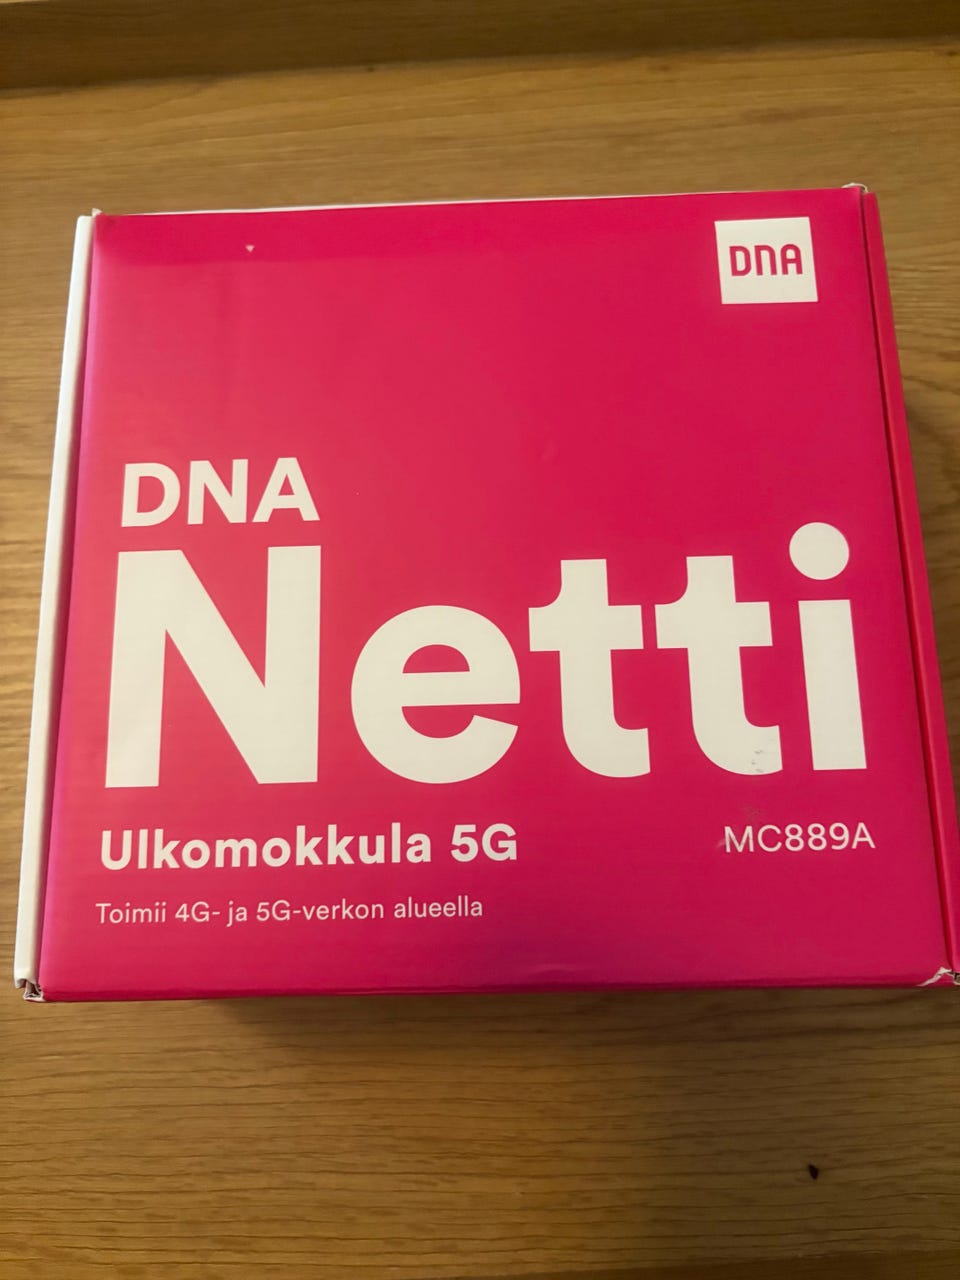 DNA
DNA
Netti
Ulkomokkula 5G
MC889A
Toimii 4G- ja 5G-verkon alueella